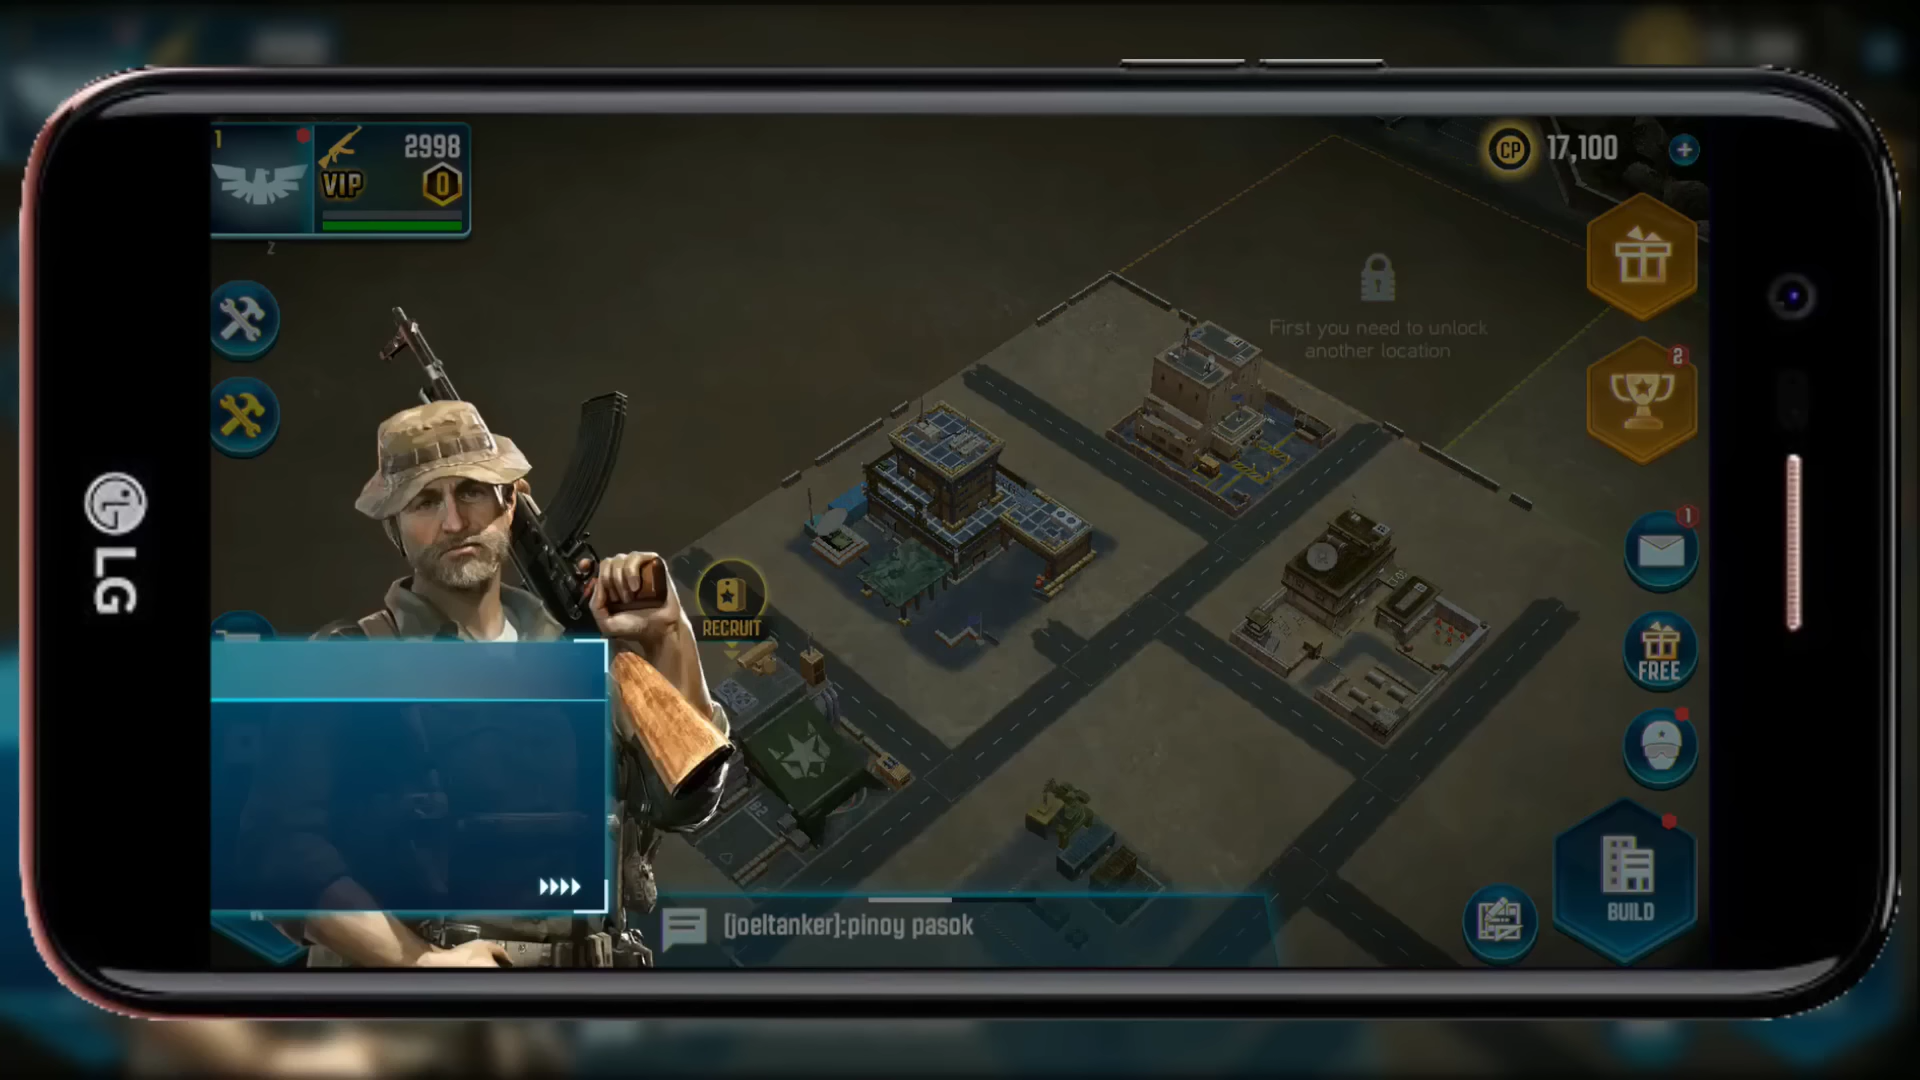 1
2998
VIP
0
Z
CP 17,100
First you need to unlock
another location
2
1
FREE
RECRUIT
BUILD
[joeltanker]:pinoy pasok
LG